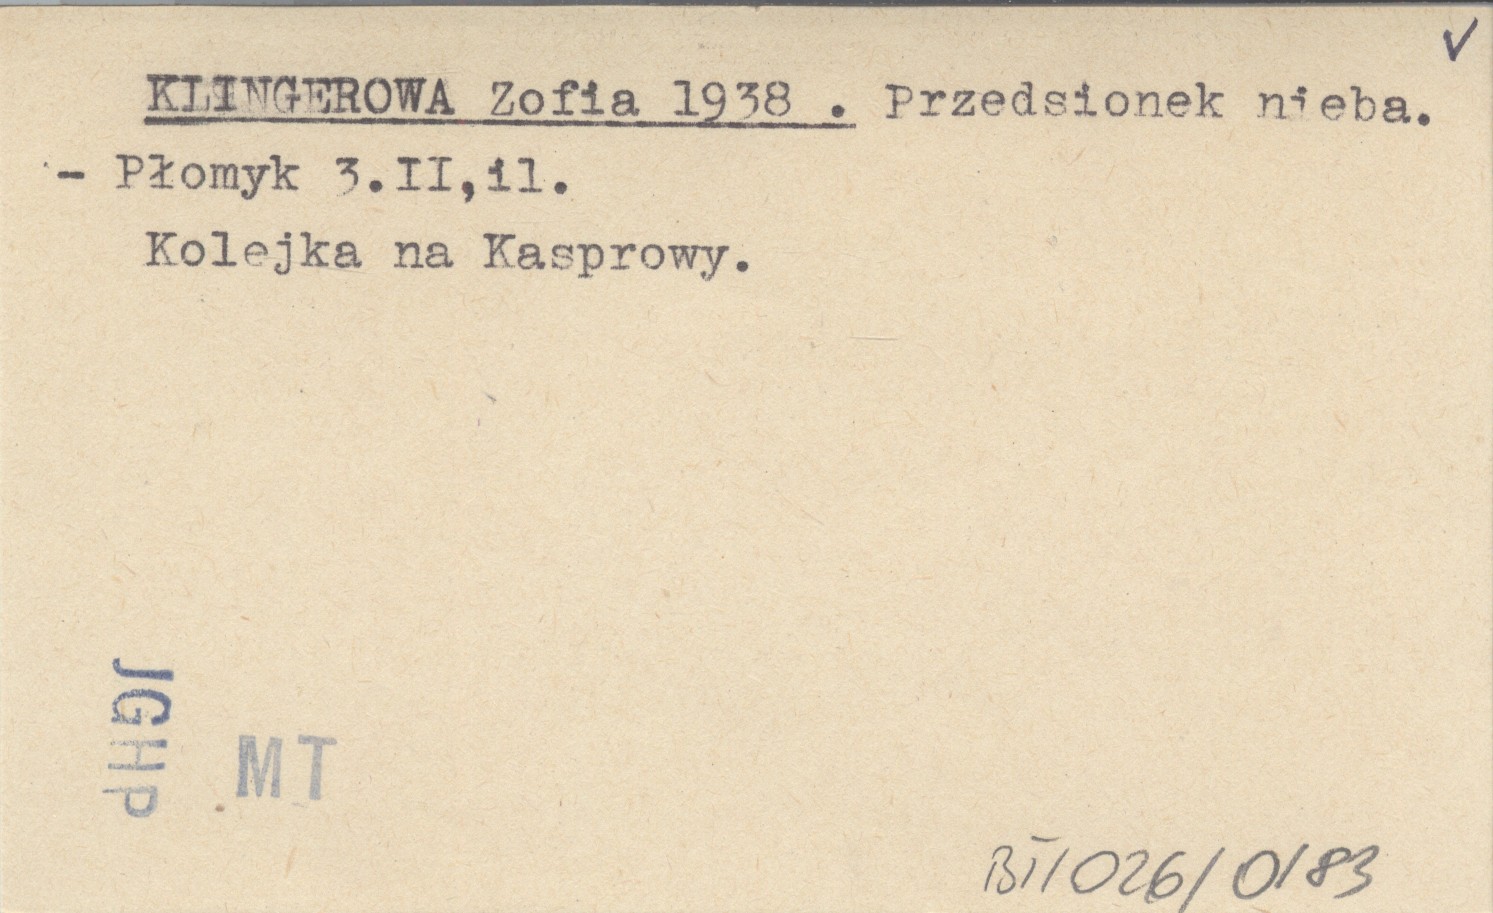 ✓
KLINGEROWA Zofia 1938 . Przedsionek nieba.
- Płomyk 3.II,il.
Kolejka na Kasprowy.
JGHP
MT
BT/026/0183